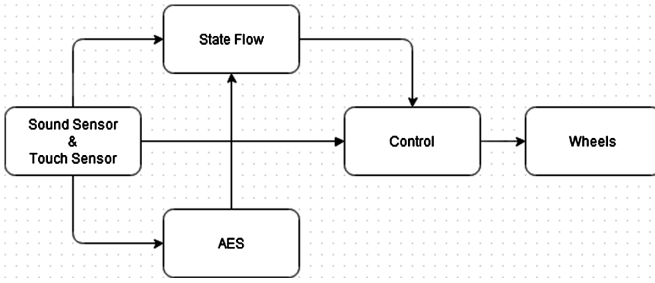 State Flow
Sound Sensor
&
Touch Sensor
Control
Wheels
AES